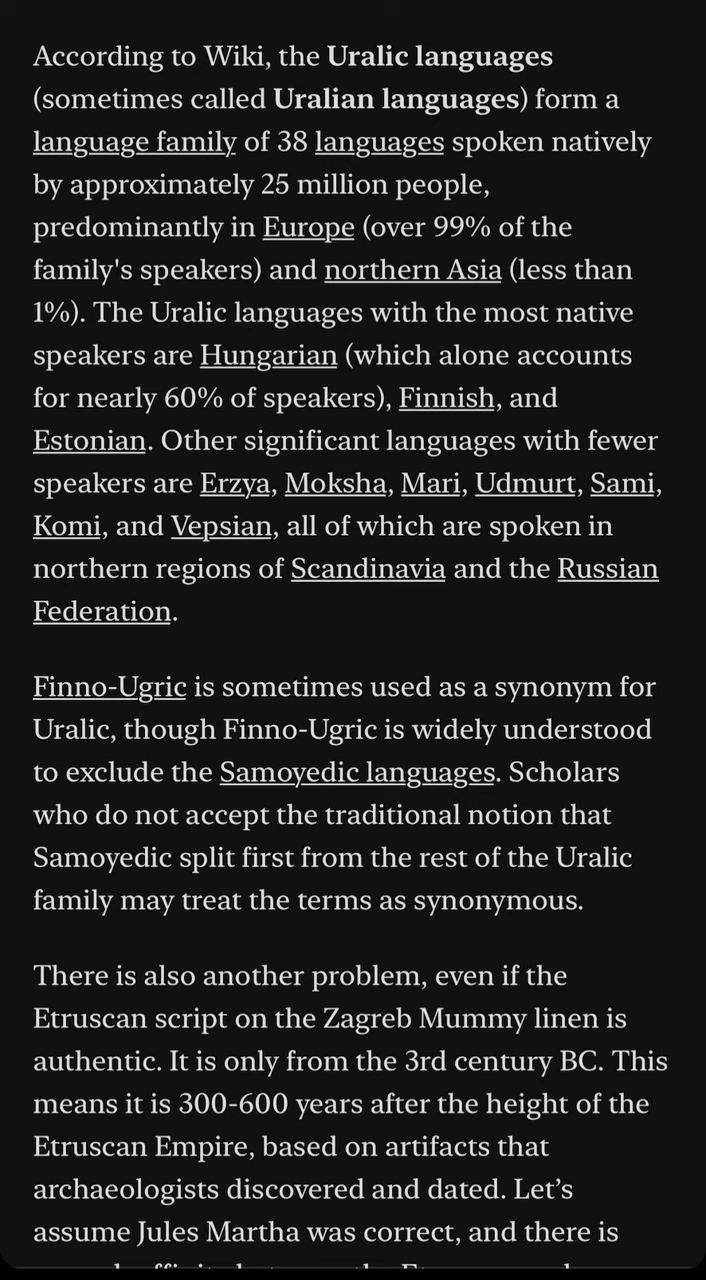 According to Wiki, the Uralic languages
(sometimes called Uralian languages) form a
language family of 38 languages spoken natively
by approximately 25 million people,
predominantly in Europe (over 99% of the
family's speakers) and northern Asia (less than
1%). The Uralic languages with the most native
speakers are Hungarian (which alone accounts
for nearly 60% of speakers), Finnish, and
Estonian. Other significant languages with fewer
speakers are Erzya, Moksha, Mari, Udmurt, Sami,
Komi, and Vepsian, all of which are spoken in
northern regions of Scandinavia and the Russian
Federation.
Finno-Ugric is sometimes used as a synonym for
Uralic, though Finno-Ugric is widely understood
to exclude the Samoyedic languages. Scholars
who do not accept the traditional notion that
Samoyedic split first from the rest of the Uralic
family may treat the terms as synonymous.
There is also another problem, even if the
Etruscan script on the Zagreb Mummy linen is
authentic. It is only from the 3rd century BC. This
means it is 300-600 years after the height of the
Etruscan Empire, based on artifacts that
archaeologists discovered and dated. Let’s
assume Jules Martha was correct, and there is